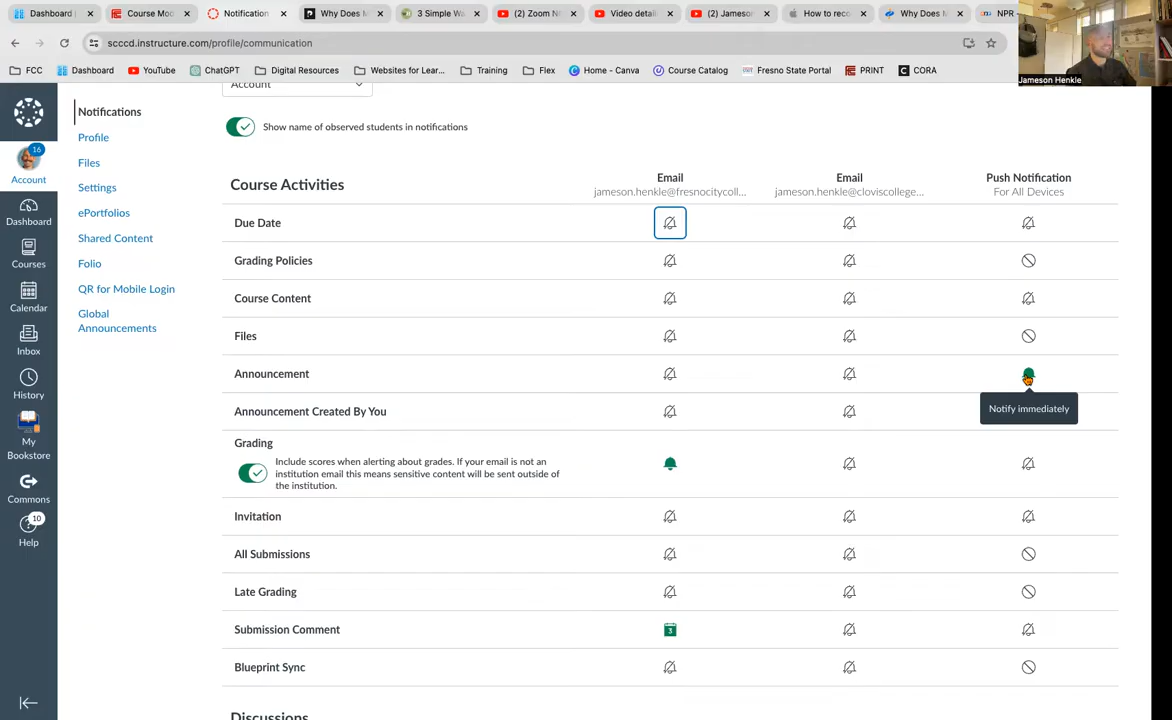 Dashboard |
Course Mod
Notification
Why Does M
3 Simple Wa
(2) Zoom N
Video detai
(2) Jameson
How to reco
Why Does M
NPR -
scccd.instructure.com/profile/communication
FCC
Dashboard
YouTube
ChatGPT
Digital Resources
Websites for Lear...
Training
Flex
Home - Canva
Course Catalog
Fresno State Portal
PRINT
CORA
Jameson Henkle
16
Account
Dashboard
Courses
Calendar
Inbox
History
My
Bookstore
Commons
10
Help
Notifications
Profile
Files
Settings
ePortfolios
Shared Content
Folio
QR for Mobile Login
Global
Announcements
Account
Show name of observed students in notifications
Course Activities
Email
jameson.henkle@fresnocitycoll...
Email
jameson.henkle@cloviscollege...
Push Notification
For All Devices
Due Date
Grading Policies
Course Content
Files
Announcement
Notify immediately
Announcement Created By You
Grading
Include scores when alerting about grades. If your email is not an
institution email this means sensitive content will be sent outside of
the institution.
Invitation
All Submissions
Late Grading
Submission Comment
3
Blueprint Sync
Discussions